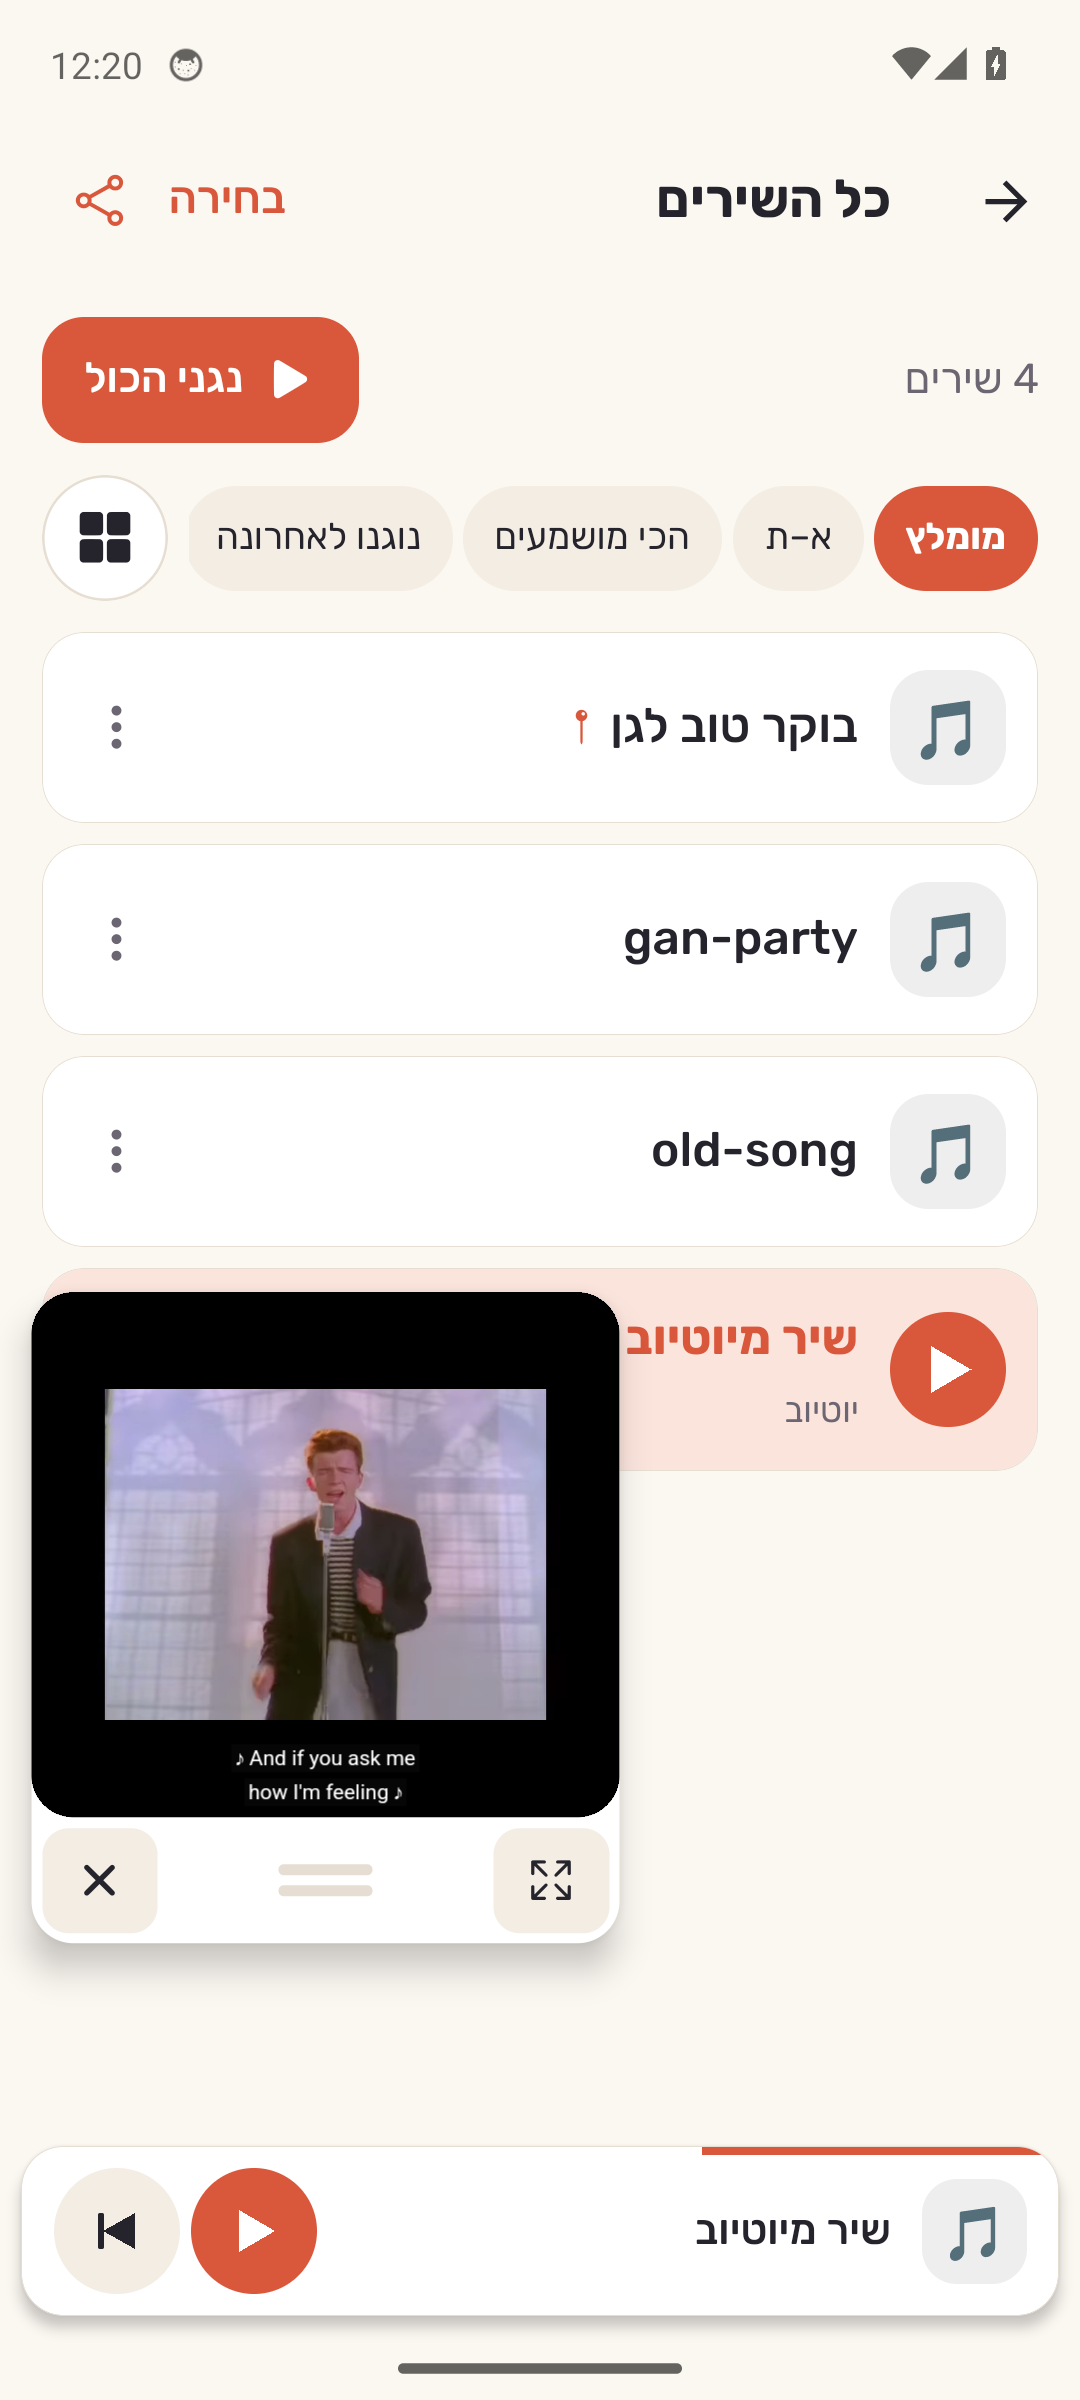 12:20
כל השירים
בחירה
4 שירים
נגני הכול
מומלץ
א–ת
הכי מושמעים
נוגנו לאחרונה
בוקר טוב לגן
gan-party
old-song
שיר מיוטיוב
יוטיוב
♪ And if you ask me
how I'm feeling ♪
שיר מיוטיוב